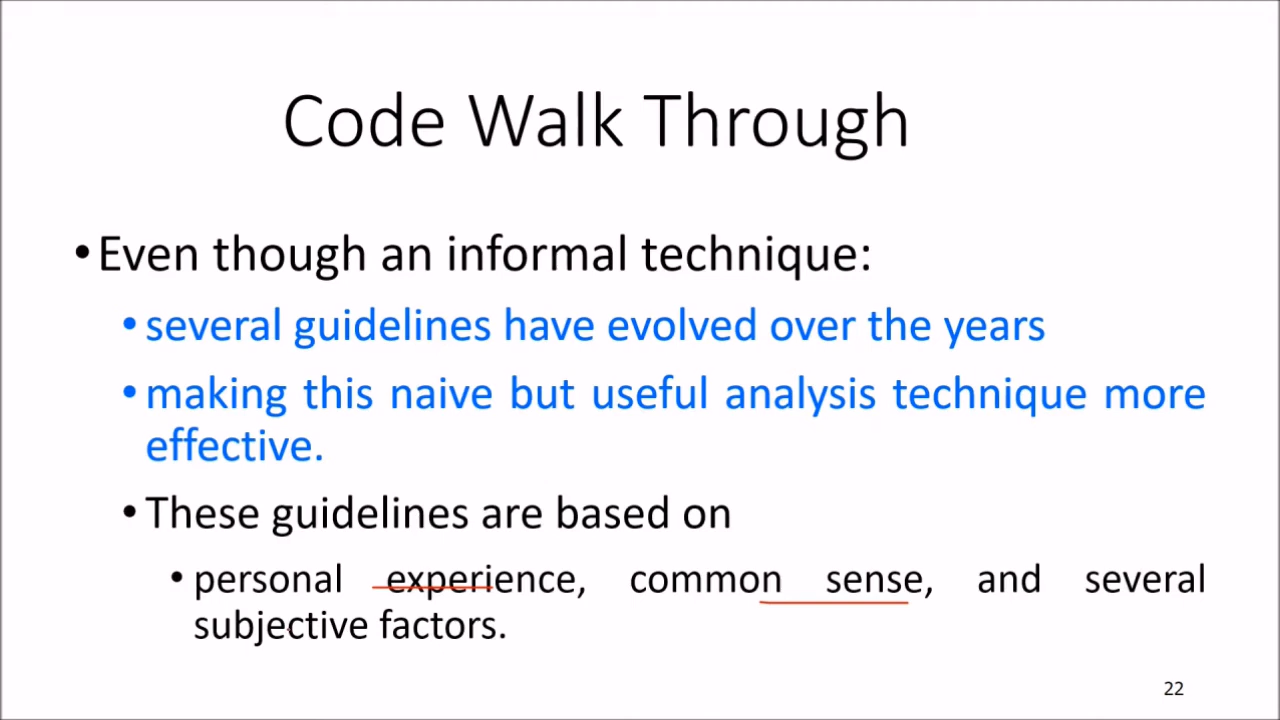 Code Walk Through
•Even though an informal technique:
•several guidelines have evolved over the years
•making this naive but useful analysis technique more
effective.
•These guidelines are based on
•personal experience, common sense, and several
subjective factors.
22